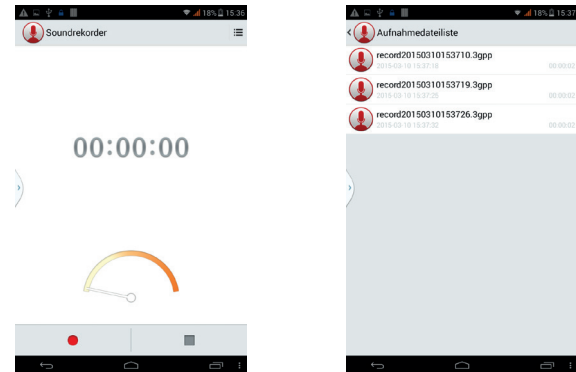 18% 15:36
Soundrekorder
00:00:00
18% 15:37
Aufnahmedateiliste
record20150310153710.3gpp
2015-03-10 15:37:16 00:00:02
record20150310153719.3gpp
2015-03-10 15:37:25 00:00:02
record20150310153726.3gpp
2015-03-10 15:37:32 00:00:02